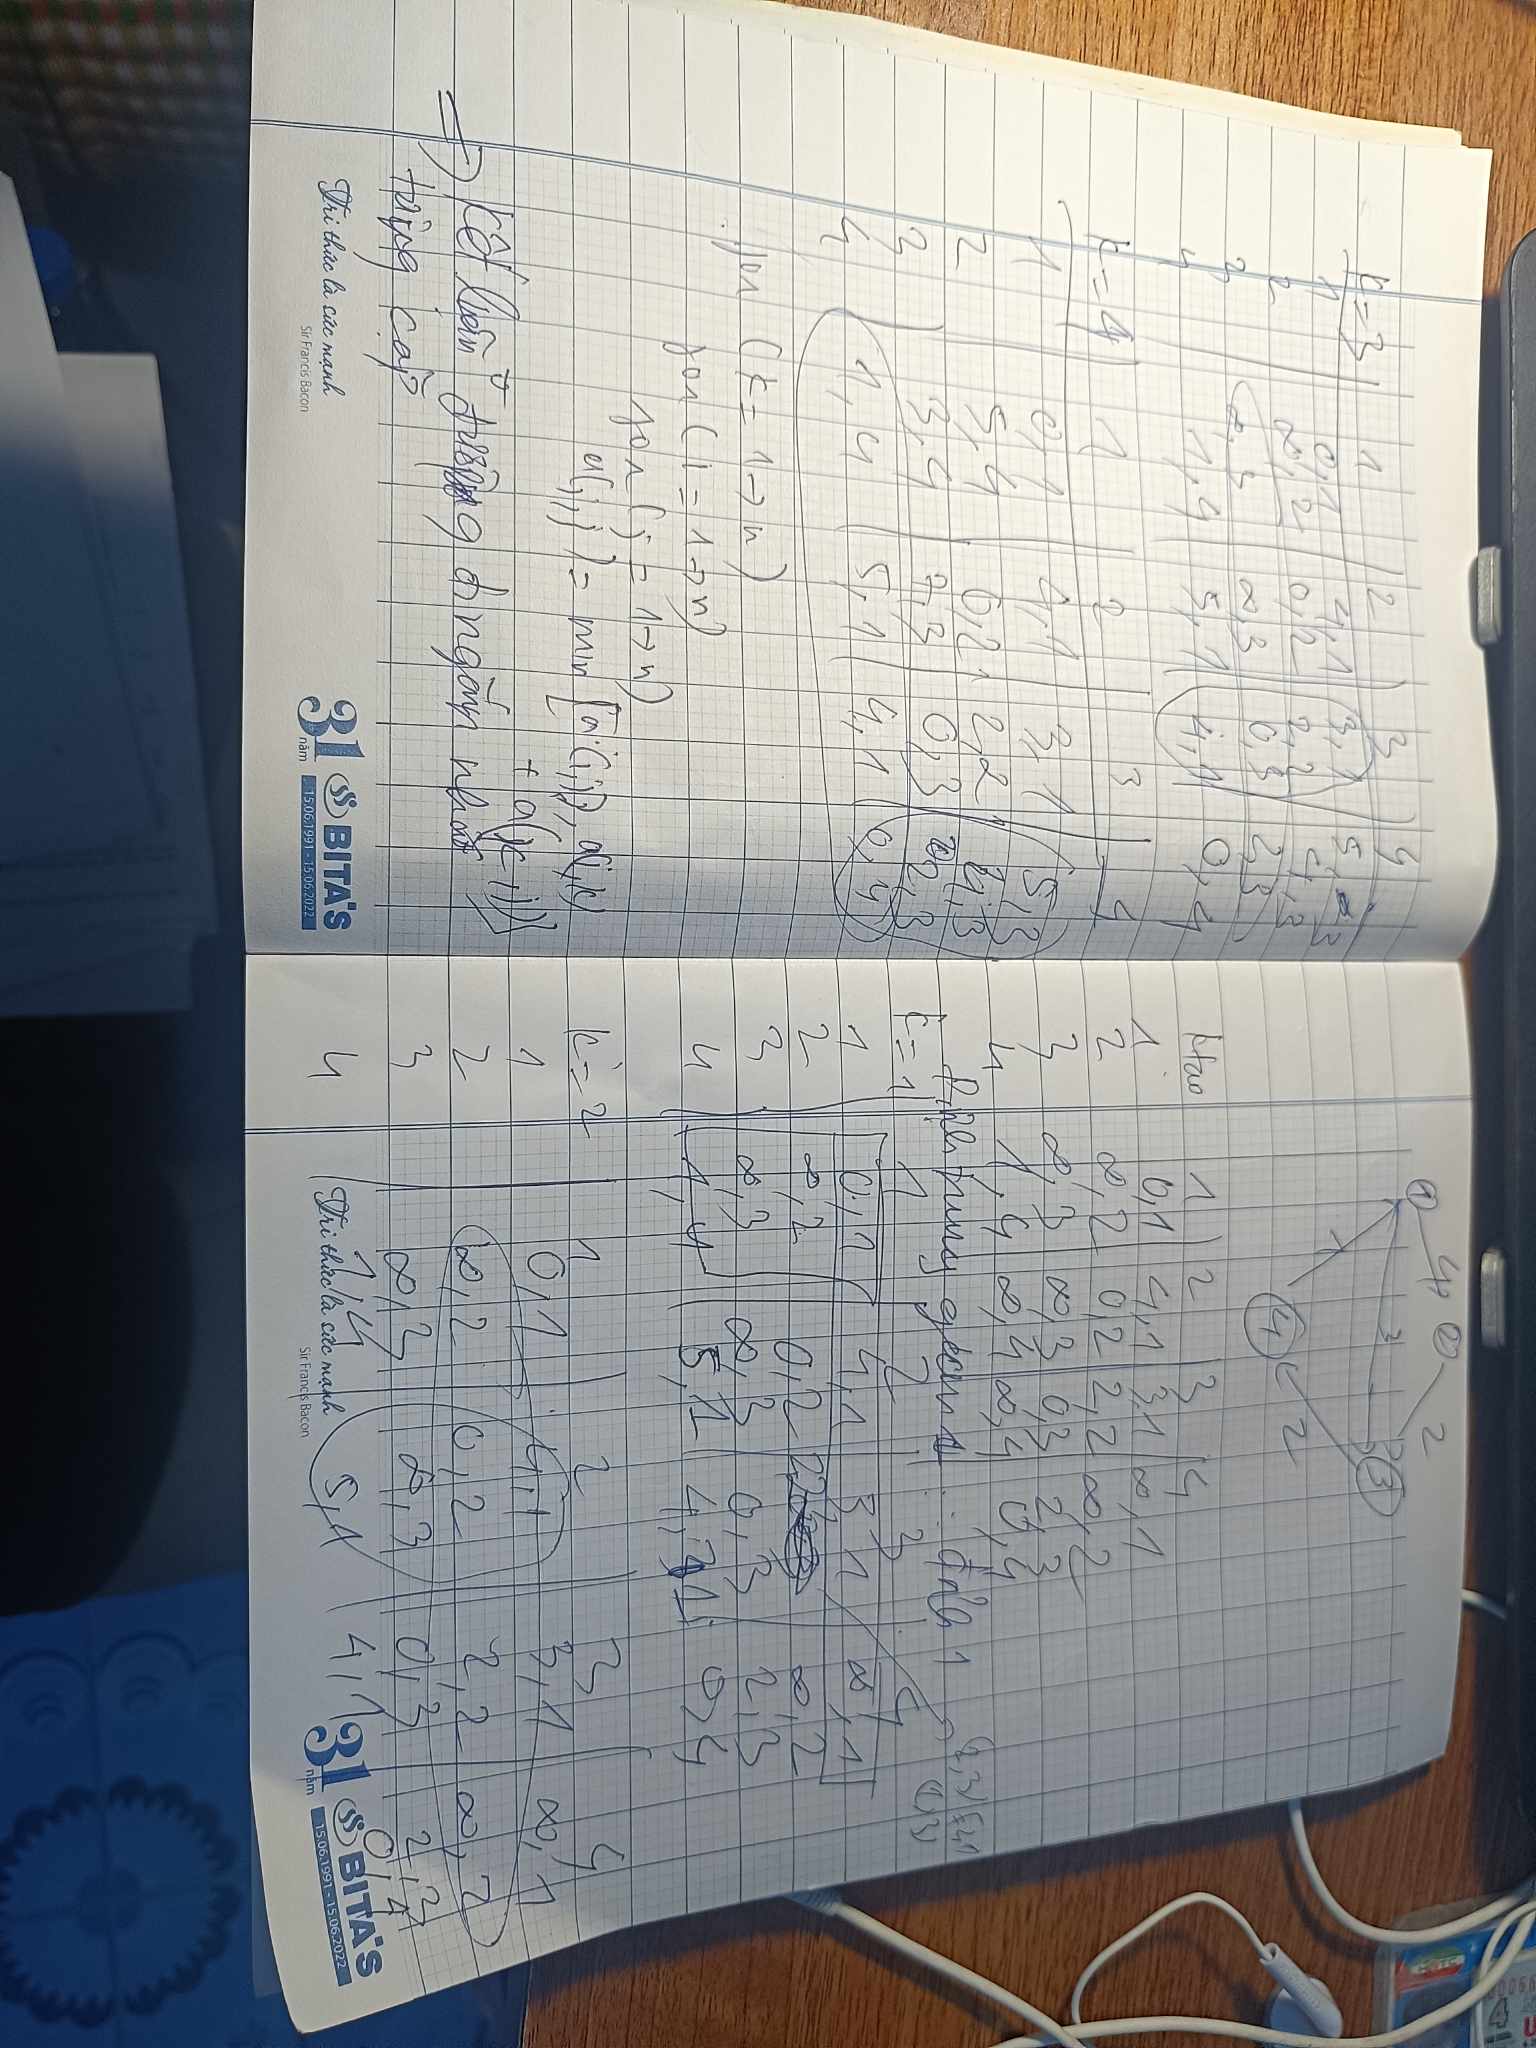 K=3 1 2 3 4
1 0,1 4,1 3,1 5,3
2 ∞,2 0,2 2,2 4,3
3 ∞,3 ∞,3 0,3 2,3
4 1,4 5,1 4,1 0,4
K=4 1 2 3 4
1 0,1 4,1 3,1 5,3
2 5,4 0,2 2,2 4,3
3 3,4 7,3 0,3 2,3
4 1,4 5,1 4,1 0,4
for (k=1→n)
for (i=1→n)
for (j=1→n)
a(i,j)= min[a(i,j), a(i,k)
+ a(k,j)]
⇒ Kết luận đường đi ngắn nhất
từng cặp
Tri thức là sức mạnh
Sir Francis Bacon
31 năm BITA'S
15.06.1991 - 15.06.2022
1 4 2 2
3 3
1
4 2
Ktạo 1 2 3 4
1 0,1 4,1 3,1 ∞,1
2 ∞,2 0,2 2,2 ∞,2
3 ∞,3 ∞,3 0,3 2,3
4 1,4 ∞,4 ∞,4 0,4
trung gian : đỉnh 1
K=1 1 2 3 4
1 0,1 4,1 3,1 ∞,1
2 ∞,2 0,2 ∞,2
3 ∞,3 ∞,3 0,3 2,3
4 1,4 5,1 4,1 0,4
K=2 1 2 3 4
1 0,1 4,1 3,1 ∞,1
2 ∞,2 0,2 2,2 ∞,2
3 ∞,3 ∞,3 0,3 2,3
4 1,4 5,1 4,1 0,4
Tri thức là sức mạnh
Sir Francis Bacon
31 năm BITA'S
15.06.1991 - 15.06.2022